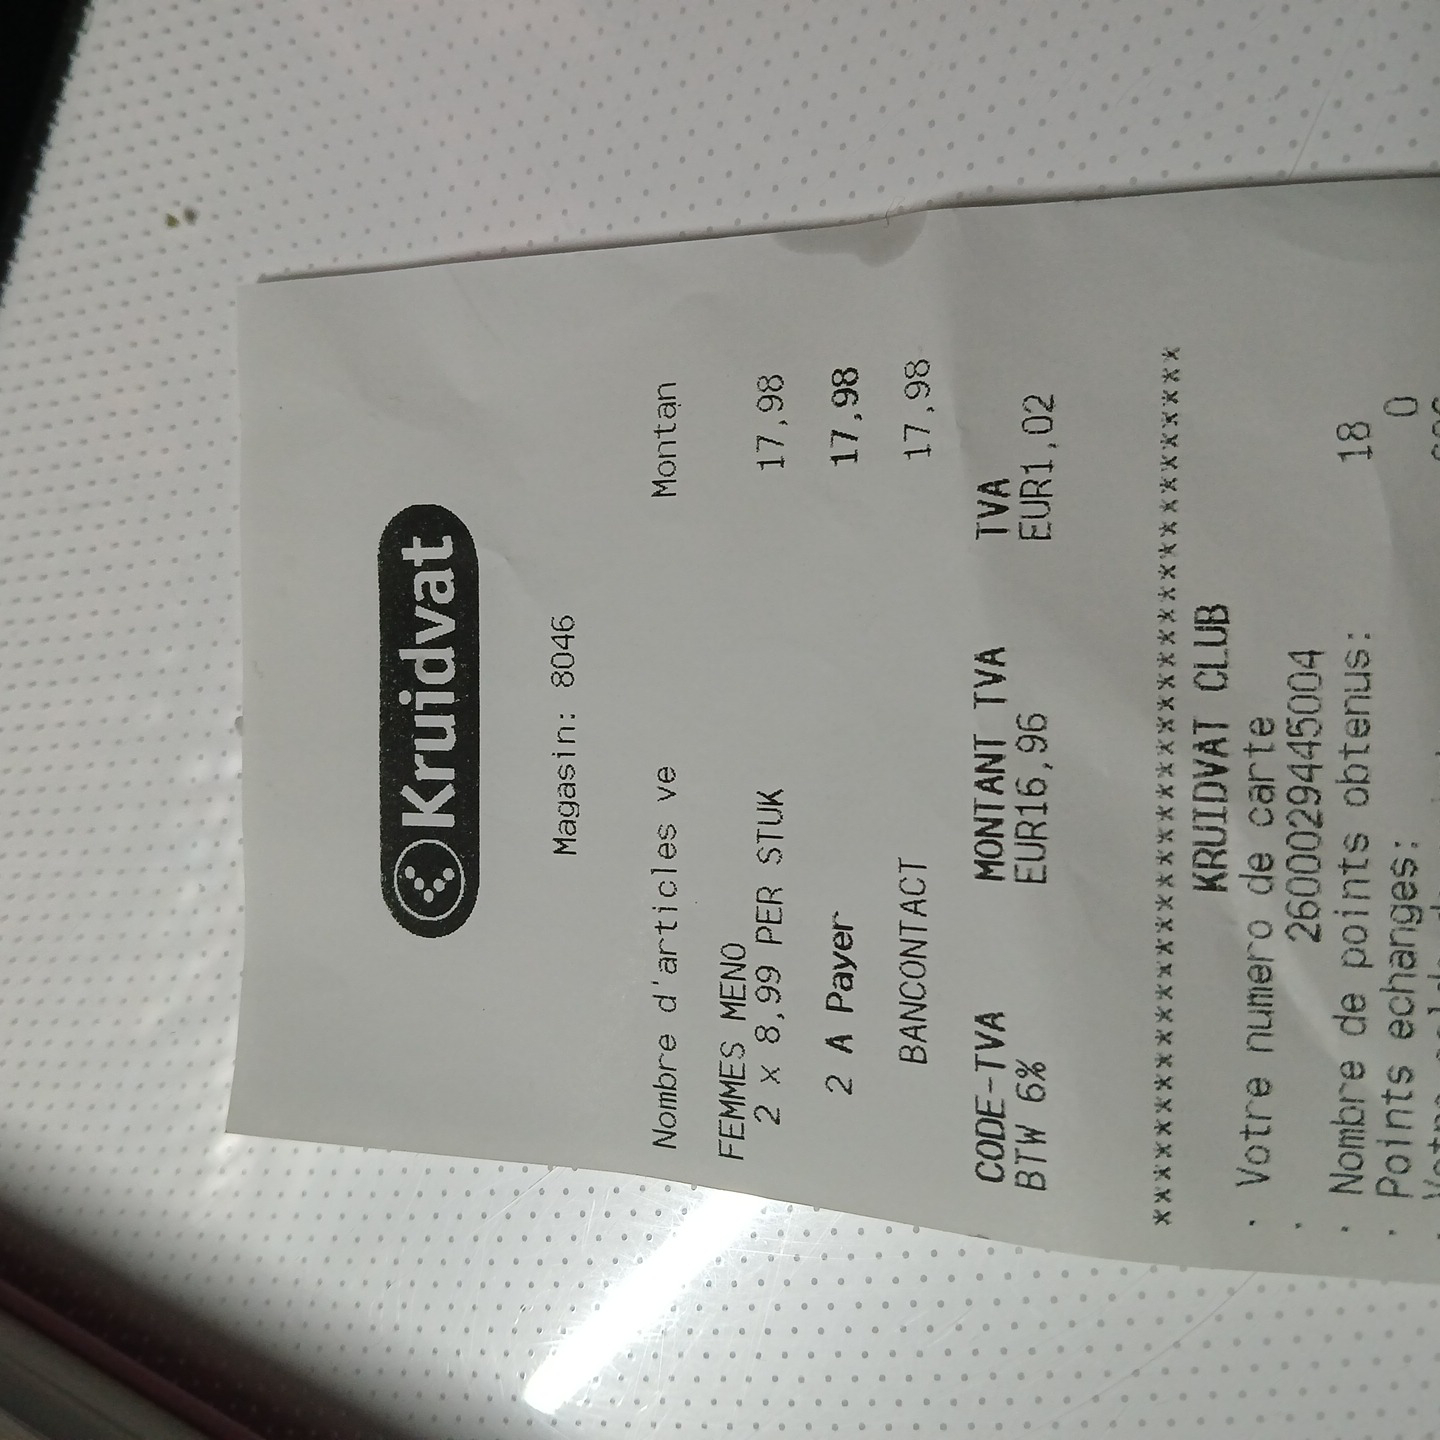 Kruidvat
Magasin: 8046
Nombre d'articles ve Montan
FEMMES MENO
2 x 8,99 PER STUK 17,98
2 A Payer 17,98
BANCONTACT 17,98
CODE-TVA MONTANT TVA TVA
BTW 6% EUR16,96 EUR1,02
****************************************
KRUIDVAT CLUB
. Votre numero de carte
. 2600029445004
. Nombre de points obtenus: 18
. Points echanges: 0